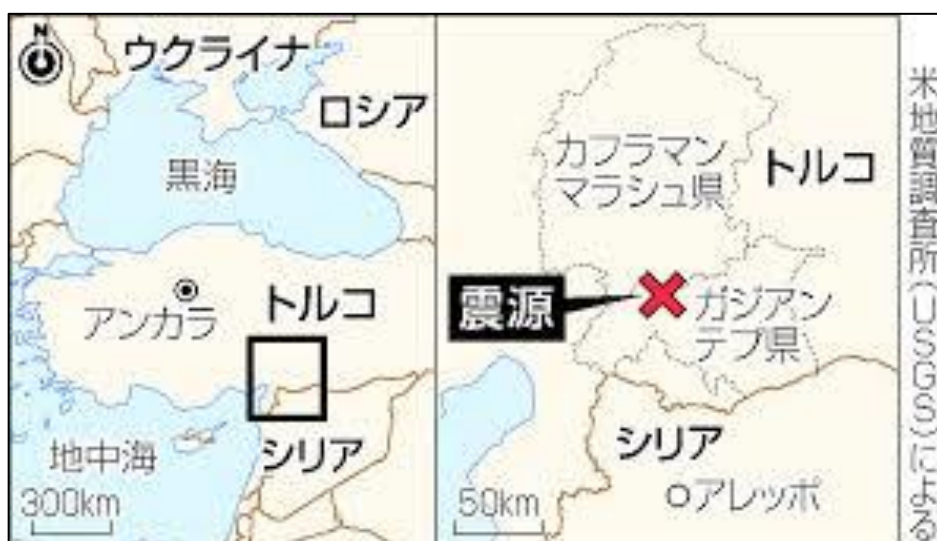 N
ウクライナ
ロシア
黒海
アンカラ
トルコ
地中海
シリア
300km
カフラマン
マラシュ県
トルコ
震源
ガジアン
テプ県
シリア
アレッポ
50km
米地質調査所(USGS)による